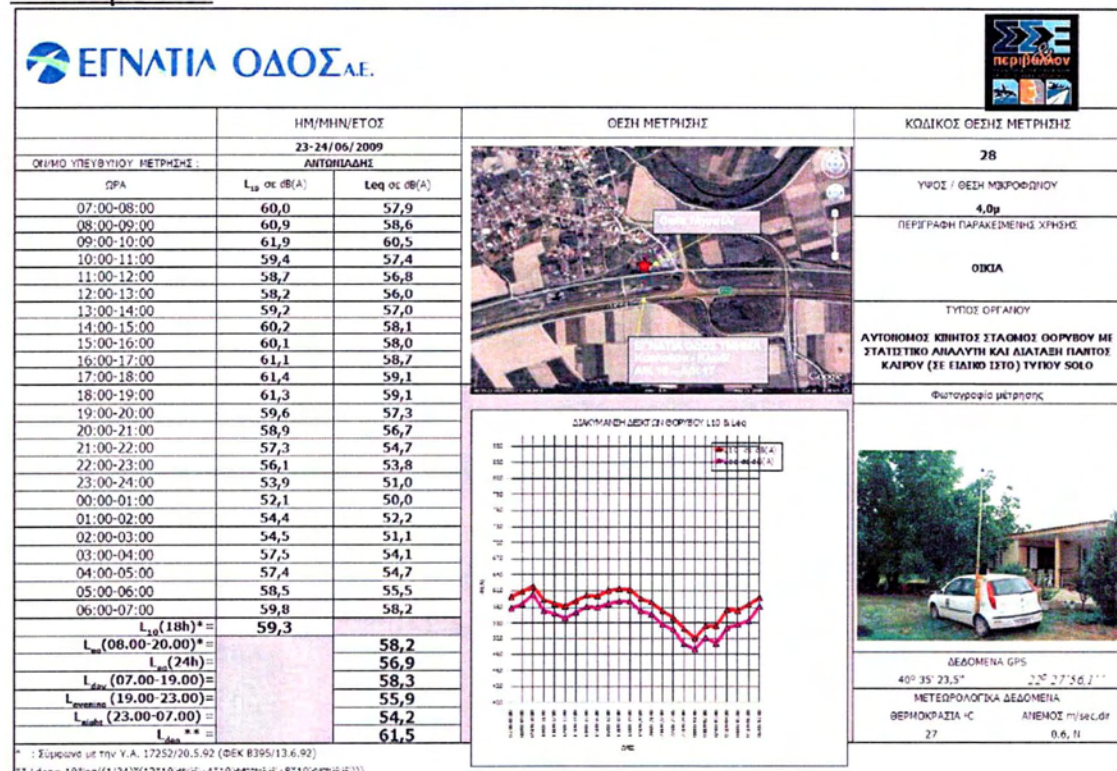 ΕΓΝΑΤΙΑ ΟΔΟΣ Α.Ε.
ΣΣΕ
&
περιβάλλον
ΗΜ/ΜΗΝ/ΕΤΟΣ
ΘΕΣΗ ΜΕΤΡΗΣΗΣ
ΚΩΔΙΚΟΣ ΘΕΣΗΣ ΜΕΤΡΗΣΗΣ
23-24/06/2009
28
ΟΝ/ΜΟ ΥΠΕΥΘΥΝΟΥ ΜΕΤΡΗΣΗΣ :
ΑΝΤΩΝΙΑΔΗΣ
ΩΡΑ L10 σε dB(A) Leq σε dB(A)
ΥΨΟΣ / ΘΕΣΗ ΜΙΚΡΟΦΩΝΟΥ
4,0μ
ΠΕΡΙΓΡΑΦΗ ΠΑΡΑΚΕΙΜΕΝΗΣ ΧΡΗΣΗΣ
ΟΙΚΙΑ
ΤΥΠΟΣ ΟΡΓΑΝΟΥ
ΑΥΤΟΝΟΜΟΣ ΚΙΝΗΤΟΣ ΣΤΑΘΜΟΣ ΘΟΡΥΒΟΥ ΜΕ
ΣΤΑΤΙΣΤΙΚΟ ΑΝΑΛΥΤΗ ΚΑΙ ΔΙΑΤΑΞΗ ΠΑΝΤΟΣ
ΚΑΙΡΟΥ (ΣΕ ΕΙΔΙΚΟ ΙΣΤΟ) ΤΥΠΟΥ SOLO
Φωτογραφία μέτρησης
07:00-08:00 60,0 57,9
08:00-09:00 60,9 58,6
09:00-10:00 61,9 60,5
10:00-11:00 59,4 57,4
11:00-12:00 58,7 56,8
12:00-13:00 58,2 56,0
13:00-14:00 59,2 57,0
14:00-15:00 60,2 58,1
15:00-16:00 60,1 58,0
16:00-17:00 61,1 58,7
17:00-18:00 61,4 59,1
18:00-19:00 61,3 59,1
19:00-20:00 59,6 57,3
20:00-21:00 58,9 56,7
21:00-22:00 57,3 54,7
22:00-23:00 56,1 53,8
23:00-24:00 53,9 51,0
00:00-01:00 52,1 50,0
01:00-02:00 54,4 52,2
02:00-03:00 54,5 51,1
03:00-04:00 57,5 54,1
04:00-05:00 57,4 54,7
05:00-06:00 58,5 55,5
06:00-07:00 59,8 58,2
L10(18h)*= 59,3
Leq(08.00-20.00)*= 58,2
Leq(24h)= 56,9
Lday (07.00-19.00)= 58,3
Levening (19.00-23.00)= 55,9
Lnight (23.00-07.00) = 54,2
Lden ** = 61,5
ΕΓΝΑΤΙΑ ΟΔΟΣ ΤΜΗΜΑ
ΔΙΑΚΥΜΑΝΣΗ ΔΕΙΚΤΩΝ ΘΟΡΥΒΟΥ L10 & Leq
ΩΡΕΣ
ΔΕΔΟΜΕΝΑ GPS
40° 35' 23,5" 22° 27'56,1''
ΜΕΤΕΩΡΟΛΟΓΙΚΑ ΔΕΔΟΜΕΝΑ
ΘΕΡΜΟΚΡΑΣΙΑ °C ΑΝΕΜΟΣ m/sec,dir
27 0.6, N
* : Σύμφωνα με την Υ.Α. 17252/20.5.92 (ΦΕΚ Β395/13.6.92)